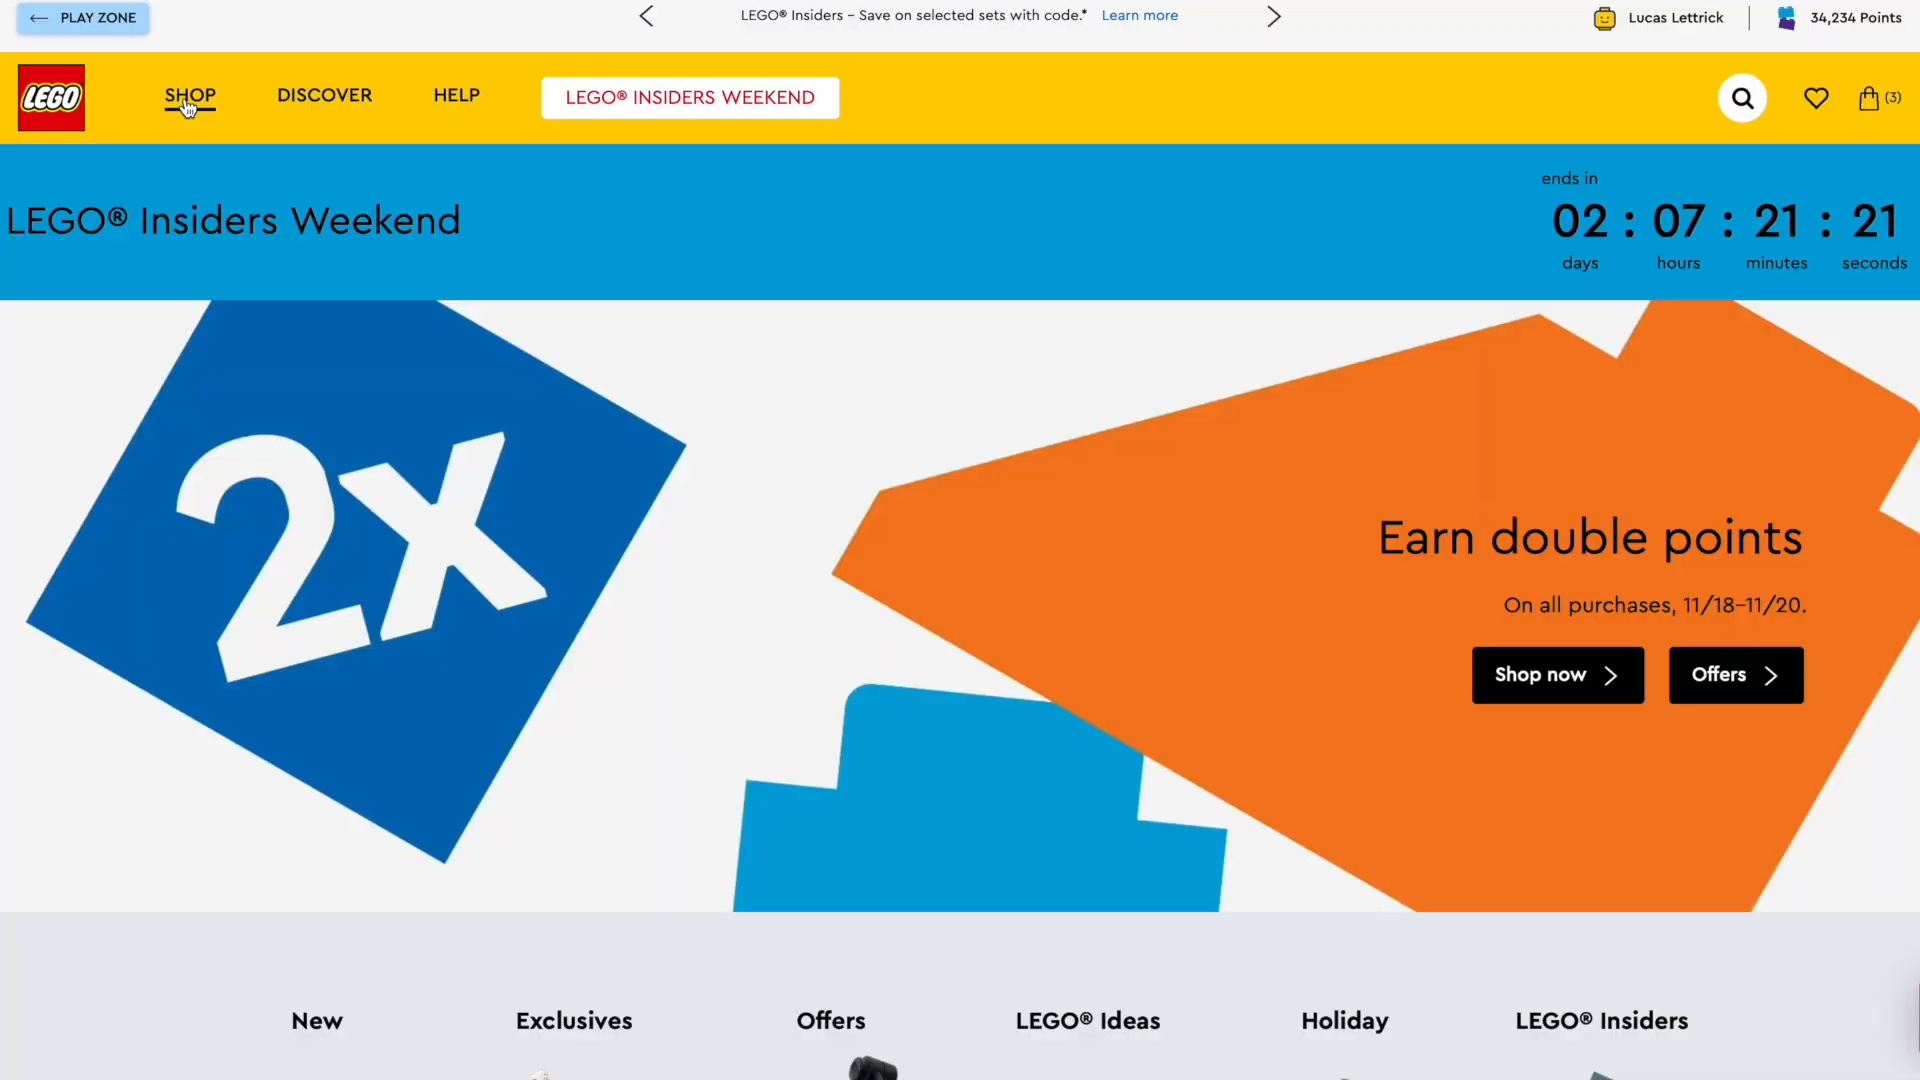 PLAY ZONE
LEGO® Insiders – Save on selected sets with code.* Learn more
Lucas Lettrick
34,234 Points
LEGO
SHOP
DISCOVER
HELP
LEGO® INSIDERS WEEKEND
(3)
LEGO® Insiders Weekend
ends in
02 : 07 : 21 : 21
days hours minutes seconds
2x
Earn double points
On all purchases, 11/18–11/20.
Shop now
Offers
New
Exclusives
Offers
LEGO® Ideas
Holiday
LEGO® Insiders